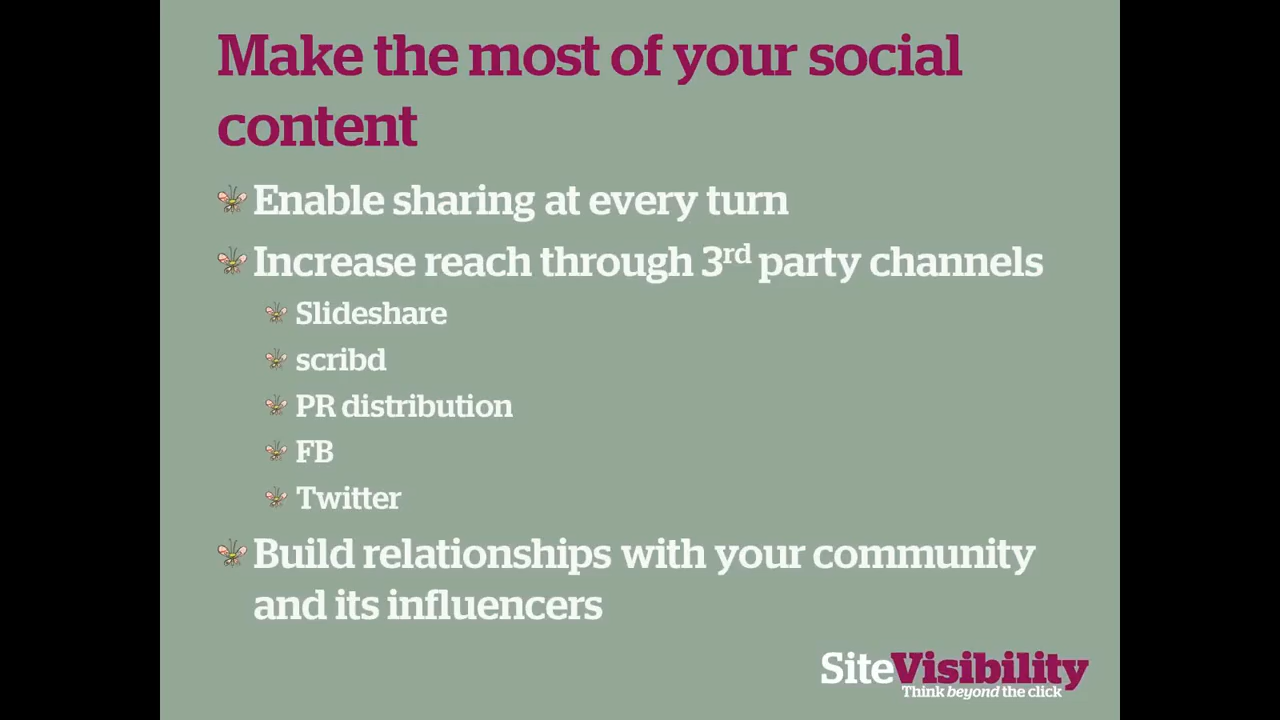 Make the most of your social
content
Enable sharing at every turn
Increase reach through 3rd party channels
Slideshare
scribd
PR distribution
FB
Twitter
Build relationships with your community
and its influencers
SiteVisibility
Think beyond the click